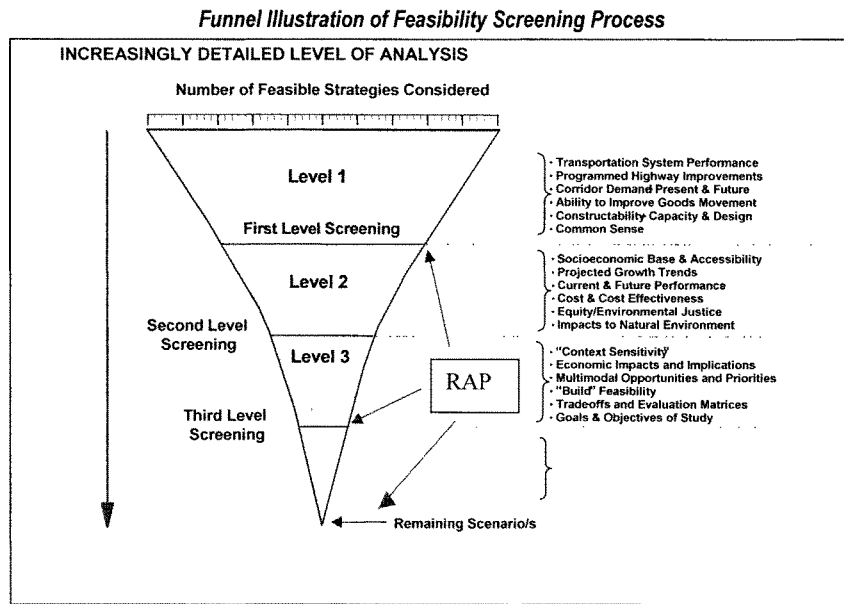 Funnel Illustration of Feasibility Screening Process
INCREASINGLY DETAILED LEVEL OF ANALYSIS
Number of Feasible Strategies Considered
Level 1
First Level Screening
· Transportation System Performance
· Programmed Highway Improvements
· Corridor Demand Present & Future
· Ability to Improve Goods Movement
· Constructability- Capacity & Design
· Common Sense
Level 2
Second Level
Screening
· Socioeconomic Base & Accessibility
· Projected Growth Trends
· Current & Future Performance
· Cost & Cost Effectiveness
· Equity/Environmental Justice
· Impacts to Natural Environment
Level 3
RAP
Third Level
Screening
· "Context Sensitivity"
· Economic Impacts and Implications
· Multimodal Opportunities and Priorities
· "Build" Feasibility
· Tradeoffs and Evaluation Matrices
· Goals & Objectives of Study
Remaining Scenario/s